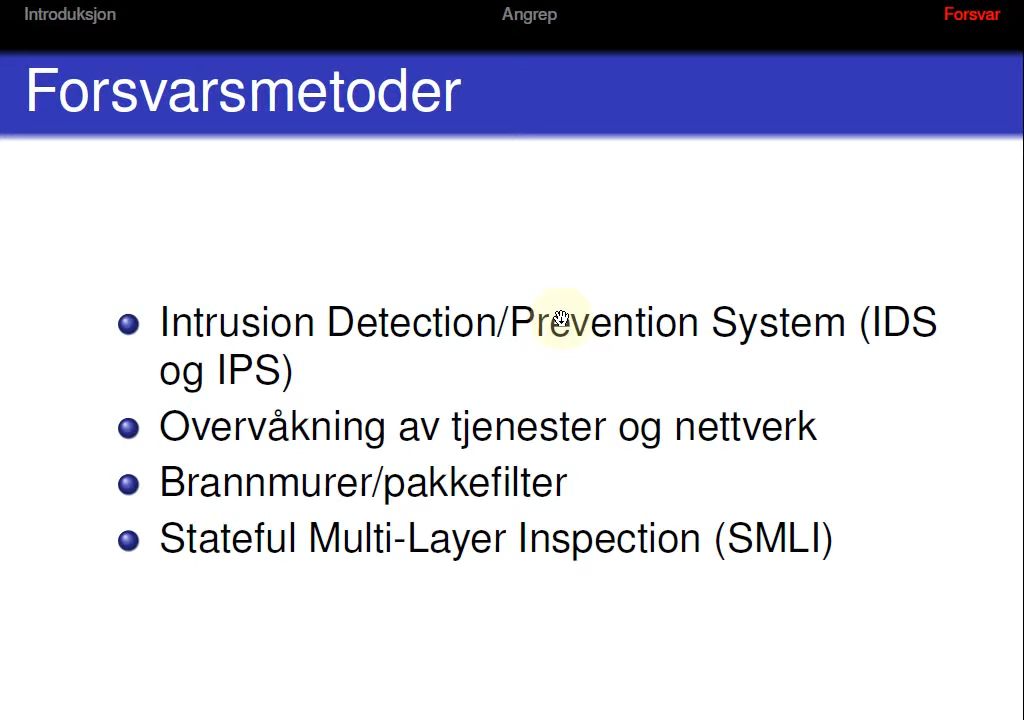 Introduksjon
Angrep
Forsvar
Forsvarsmetoder
Intrusion Detection/Prevention System (IDS
og IPS)
Overvåkning av tjenester og nettverk
Brannmurer/pakkefilter
Stateful Multi-Layer Inspection (SMLI)